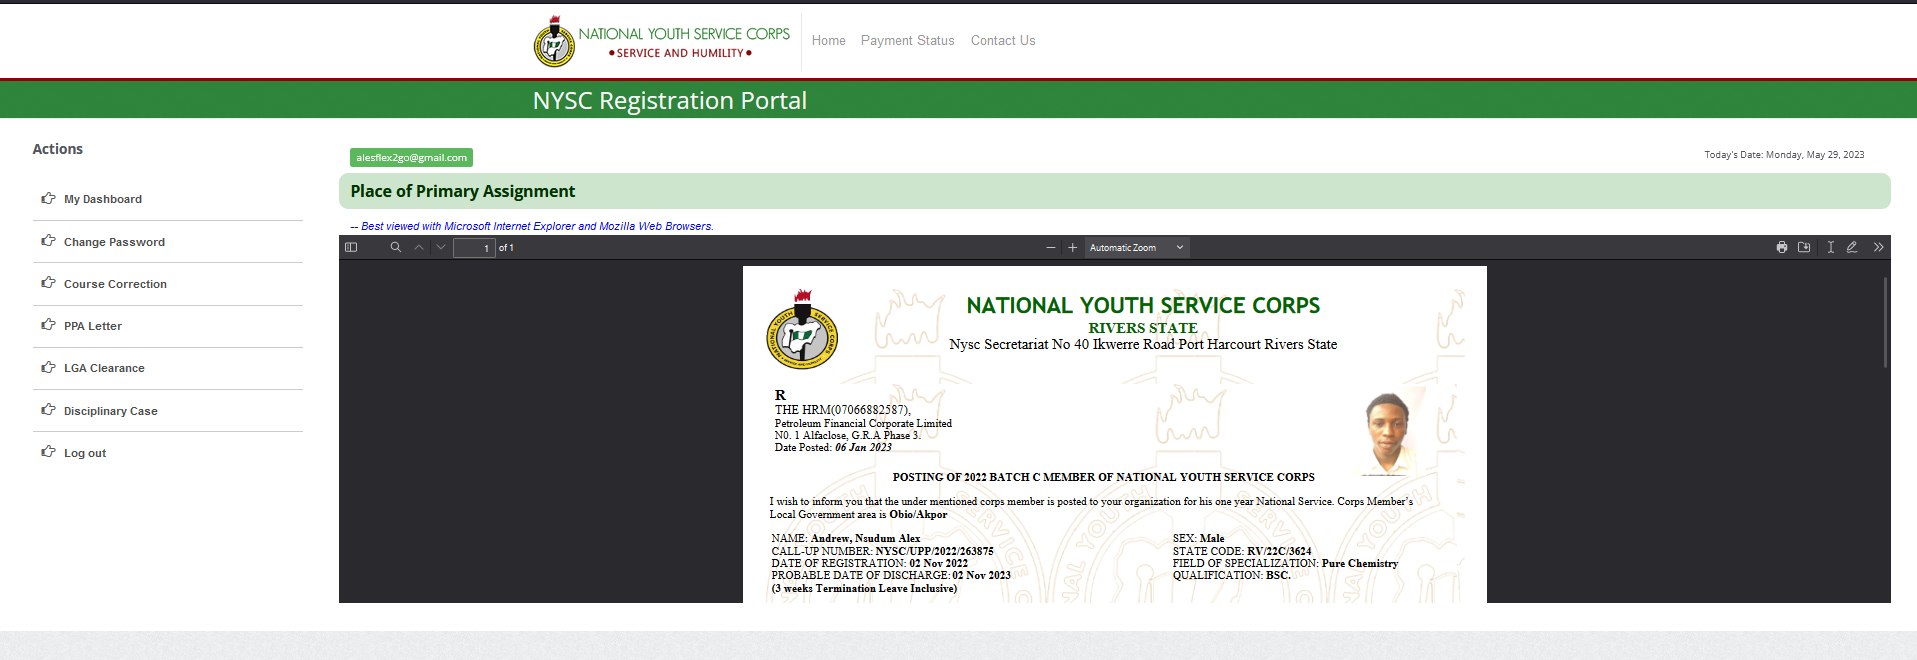 NATIONAL YOUTH SERVICE CORPS
•SERVICE AND HUMILITY•
Home Payment Status Contact Us
NYSC Registration Portal
Actions
My Dashboard
Change Password
Course Correction
PPA Letter
LGA Clearance
Disciplinary Case
Log out
alesflex2go@gmail.com
Today's Date: Monday, May 29, 2023
Place of Primary Assignment
-- Best viewed with Microsoft Internet Explorer and Mozilla Web Browsers.
1 of 1
Automatic Zoom
NATIONAL YOUTH SERVICE CORPS
RIVERS STATE
Nysc Secretariat No 40 Ikwerre Road Port Harcourt Rivers State
R
THE HRM(07066882587),
Petroleum Financial Corporate Limited
N0. 1 Alfaclose, G.R.A Phase 3.
Date Posted: 06 Jan 2023
POSTING OF 2022 BATCH C MEMBER OF NATIONAL YOUTH SERVICE CORPS
I wish to inform you that the under mentioned corps member is posted to your organization for his one year National Service. Corps Member's
Local Government area is Obio/Akpor
NAME: Andrew, Nsudum Alex
CALL-UP NUMBER: NYSC/UPP/2022/263875
DATE OF REGISTRATION: 02 Nov 2022
PROBABLE DATE OF DISCHARGE: 02 Nov 2023
(3 weeks Termination Leave Inclusive)
SEX: Male
STATE CODE: RV/22C/3624
FIELD OF SPECIALIZATION: Pure Chemistry
QUALIFICATION: BSC.